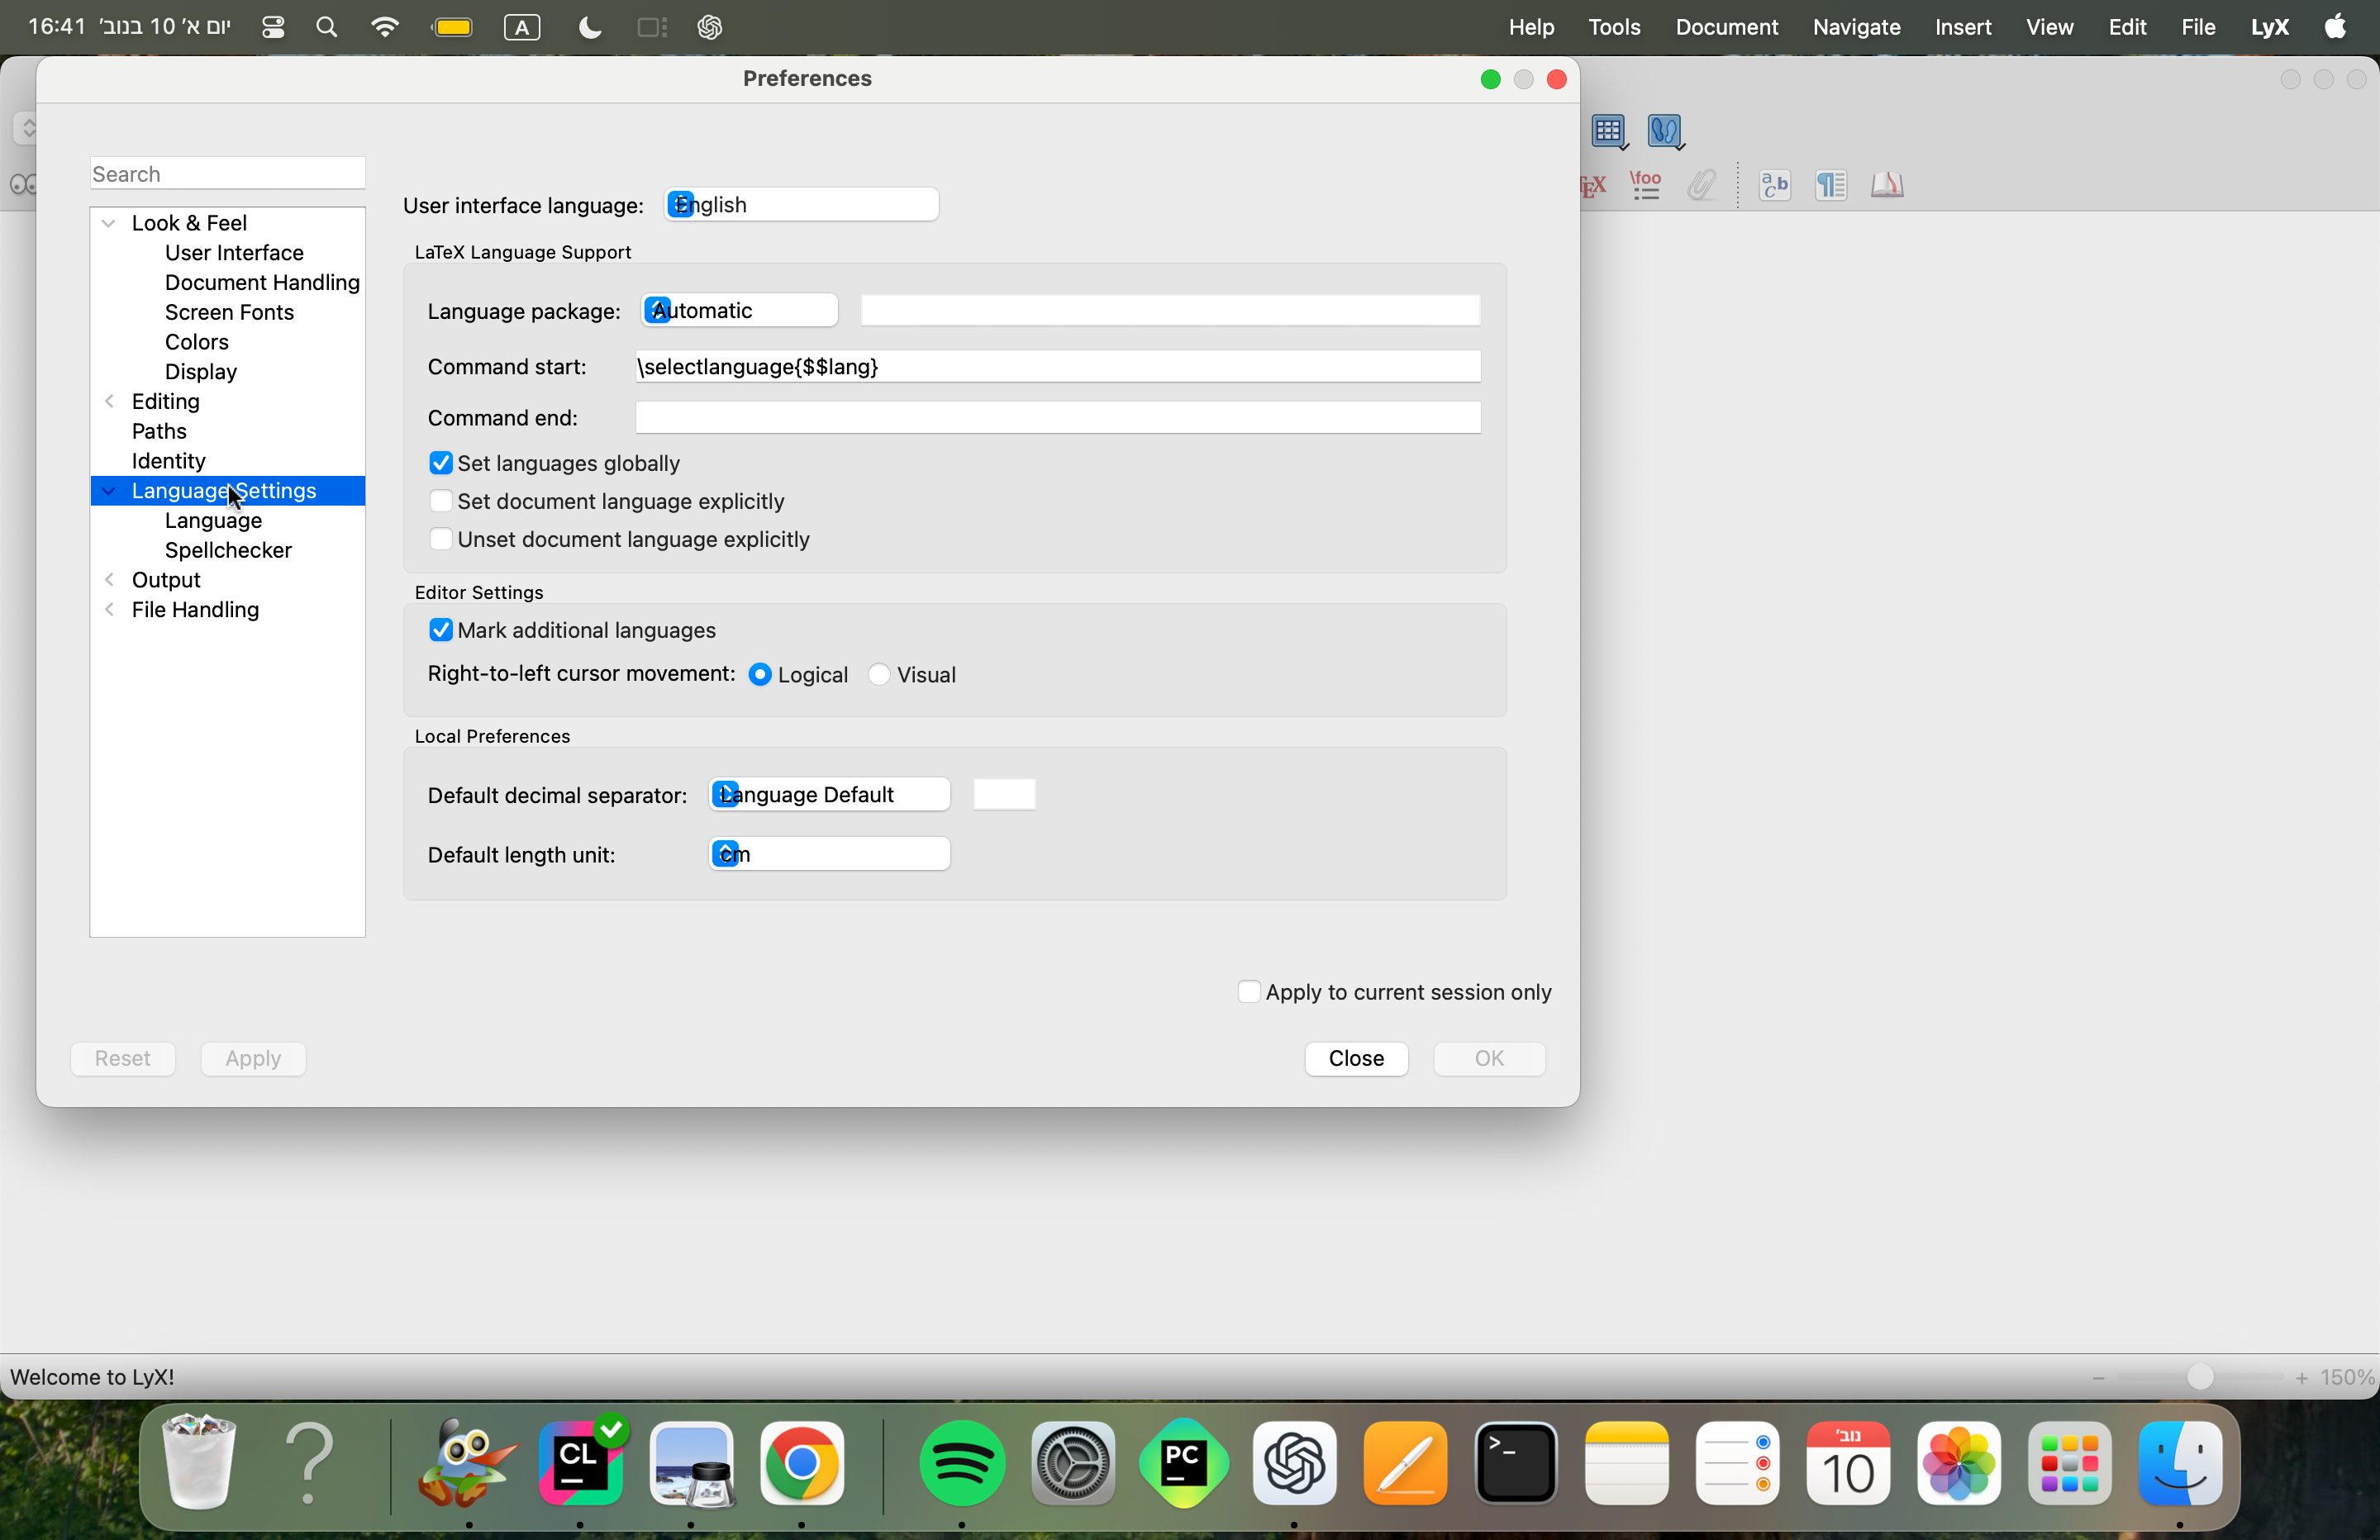 16:41 יום א׳ 10 בנוב׳ A Help Tools Document Navigate Insert View Edit File LyX
Preferences
\foo
a b c
Search
Look & Feel
User Interface
Document Handling
Screen Fonts
Colors
Display
Editing
Paths
Identity
Language Settings
Language
Spellchecker
Output
File Handling
User interface language: English
LaTeX Language Support
Language package: Automatic
Command start: \selectlanguage{$$lang}
Command end:
Set languages globally
Set document language explicitly
Unset document language explicitly
Editor Settings
Mark additional languages
Right-to-left cursor movement: Logical Visual
Local Preferences
Default decimal separator: Language Default
Default length unit: cm
Apply to current session only
Reset Apply Close OK
Welcome to LyX! − + 150%
CL
PC
>_
נוב׳
10